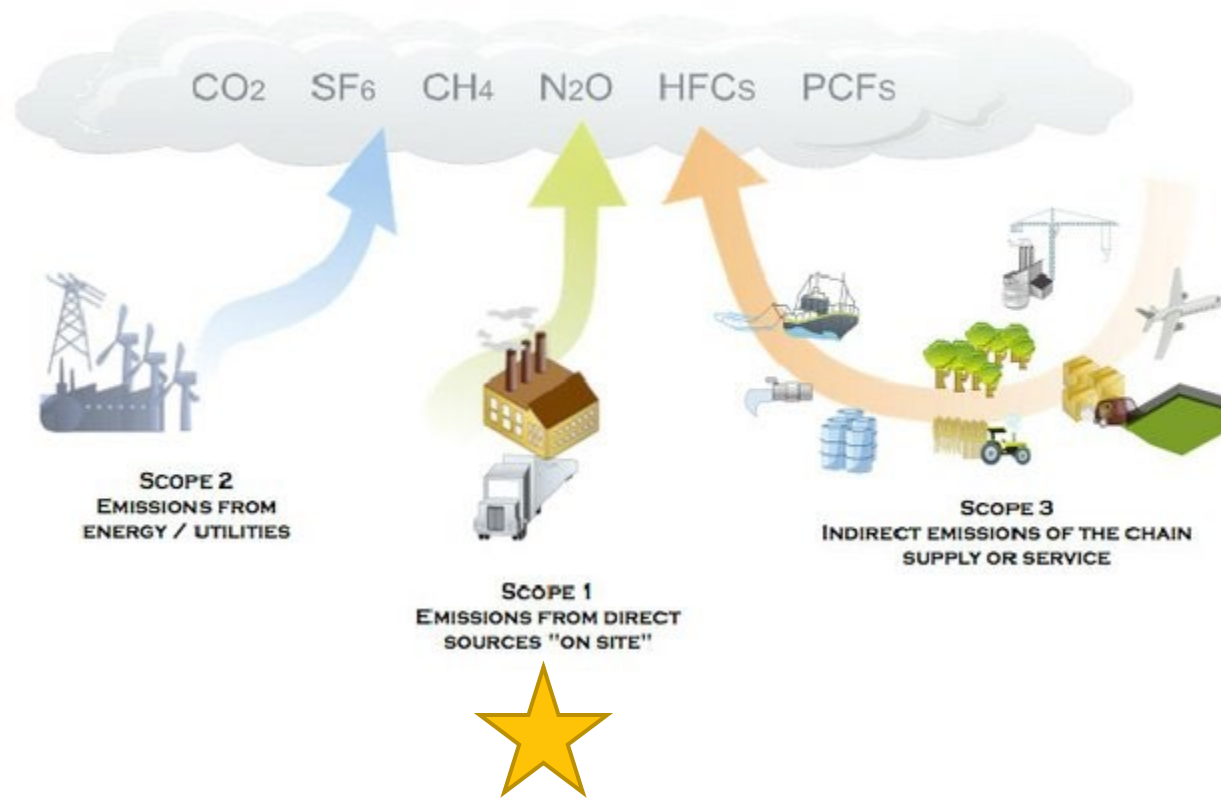 CO2 SF6 CH4 N2O HFCs PCFs
SCOPE 2
EMISSIONS FROM
ENERGY / UTILITIES
SCOPE 1
EMISSIONS FROM DIRECT
SOURCES "ON SITE"
SCOPE 3
INDIRECT EMISSIONS OF THE CHAIN
SUPPLY OR SERVICE